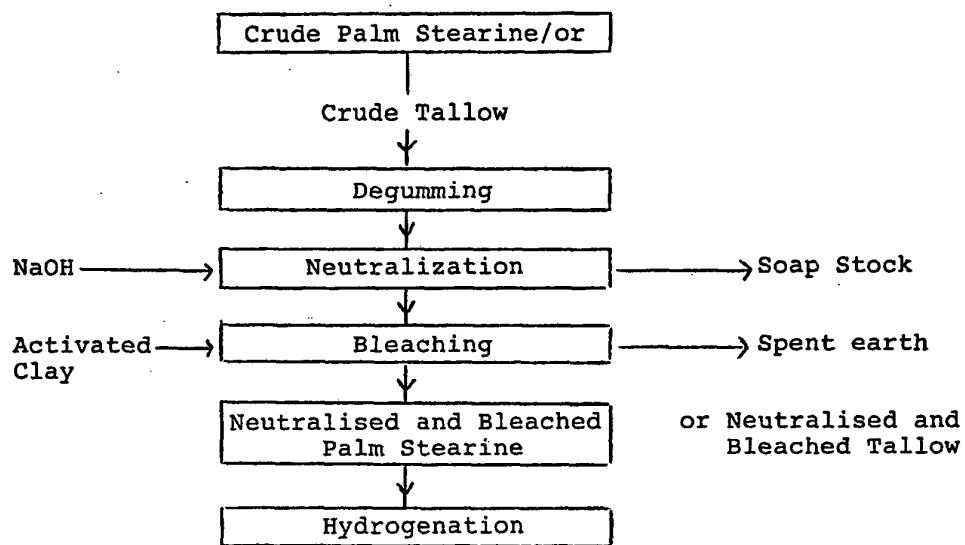 Crude Palm Stearine/or
Crude Tallow
Degumming
NaOH
Neutralization
Soap Stock
Activated
Clay
Bleaching
Spent earth
Neutralised and Bleached
Palm Stearine
or Neutralised and
Bleached Tallow
Hydrogenation